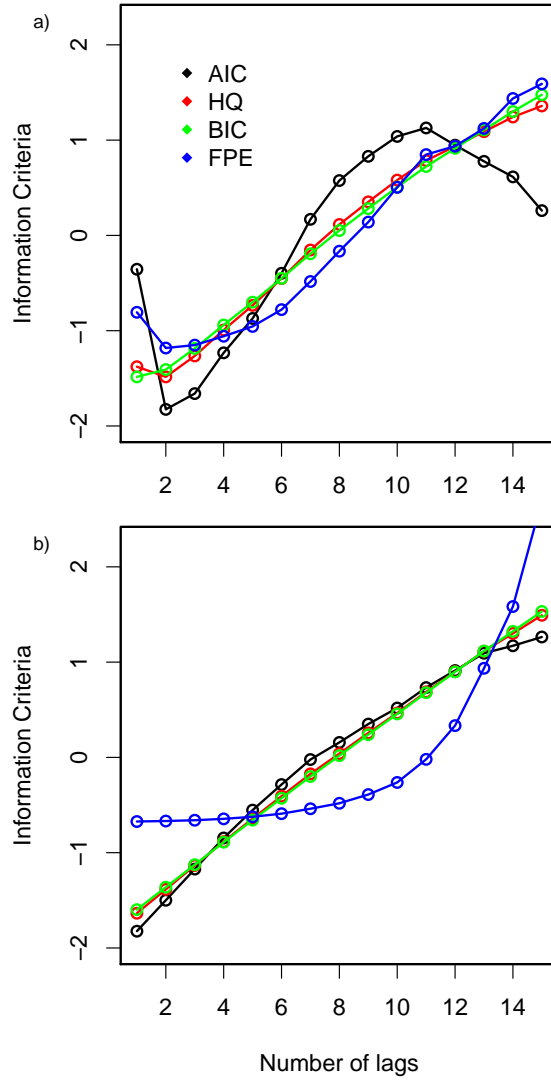 a)
AIC
HQ
BIC
FPE
Information Criteria
2
1
0
−1
−2
2 4 6 8 10 12 14
b)
Information Criteria
2
1
0
−1
−2
2 4 6 8 10 12 14
Number of lags